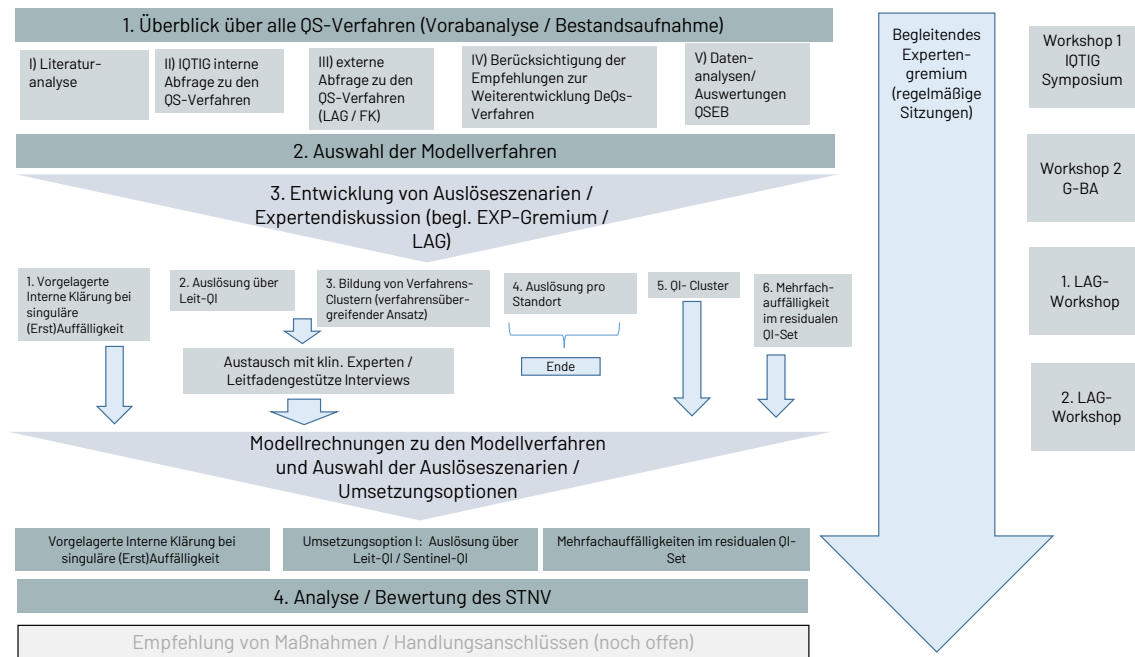 1. Überblick über alle QS-Verfahren (Vorabanalyse / Bestandsaufnahme)
I) Literatur-
analyse
II) IQTIG interne
Abfrage zu den
QS-Verfahren
III) externe
Abfrage zu den
QS-Verfahren
(LAG / FK)
IV) Berücksichtigung der
Empfehlungen zur
Weiterentwicklung DeQs-
Verfahren
V) Daten-
analysen/
Auswertungen
QSEB
2. Auswahl der Modellverfahren
3. Entwicklung von Auslöseszenarien /
Expertendiskussion (begl. EXP-Gremium /
LAG)
1. Vorgelagerte
Interne Klärung bei
singuläre
(Erst)Auffälligkeit
2. Auslösung über
Leit-QI
3. Bildung von Verfahrens-
Clustern (verfahrensüber-
greifender Ansatz)
4. Auslösung pro
Standort
5. QI- Cluster
6. Mehrfach-
auffälligkeit
im residualen
QI-Set
Austausch mit klin. Experten /
Leitfadengestütze Interviews
Ende
Modellrechnungen zu den Modellverfahren
und Auswahl der Auslöseszenarien /
Umsetzungsoptionen
Vorgelagerte Interne Klärung bei
singuläre (Erst)Auffälligkeit
Umsetzungsoption I: Auslösung über
Leit-QI / Sentinel-QI
Mehrfachauffälligkeiten im residualen QI-
Set
4. Analyse / Bewertung des STNV
Empfehlung von Maßnahmen / Handlungsanschlüssen (noch offen)
Begleitendes
Experten-
gremium
(regelmäßige
Sitzungen)
Workshop 1
IQTIG
Symposium
Workshop 2
G-BA
1. LAG-
Workshop
2. LAG-
Workshop